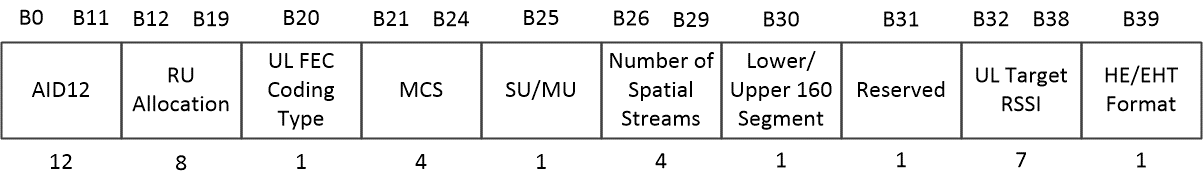 B0 B11 B12 B19 B20 B21 B24 B25 B26 B29 B30 B31 B32 B38 B39
AID12
RU
Allocation
UL FEC
Coding
Type
MCS
SU/MU
Number of
Spatial
Streams
Lower/
Upper 160
Segment
Reserved
UL Target
RSSI
HE/EHT
Format
12 8 1 4 1 4 1 1 7 1